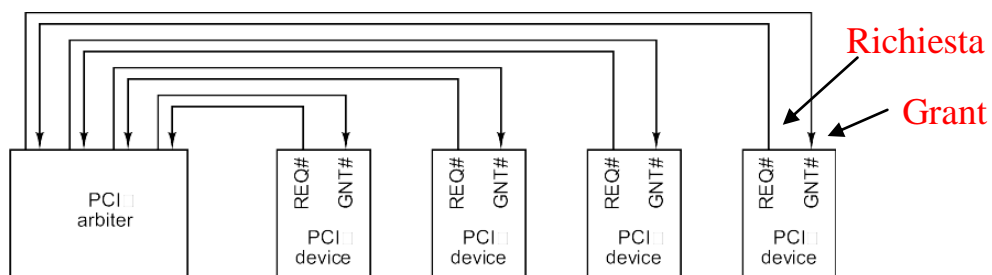 Richiesta
Grant
PCI
arbiter
REQ#
GNT#
PCI
device
REQ#
GNT#
PCI
device
REQ#
GNT#
PCI
device
REQ#
GNT#
PCI
device